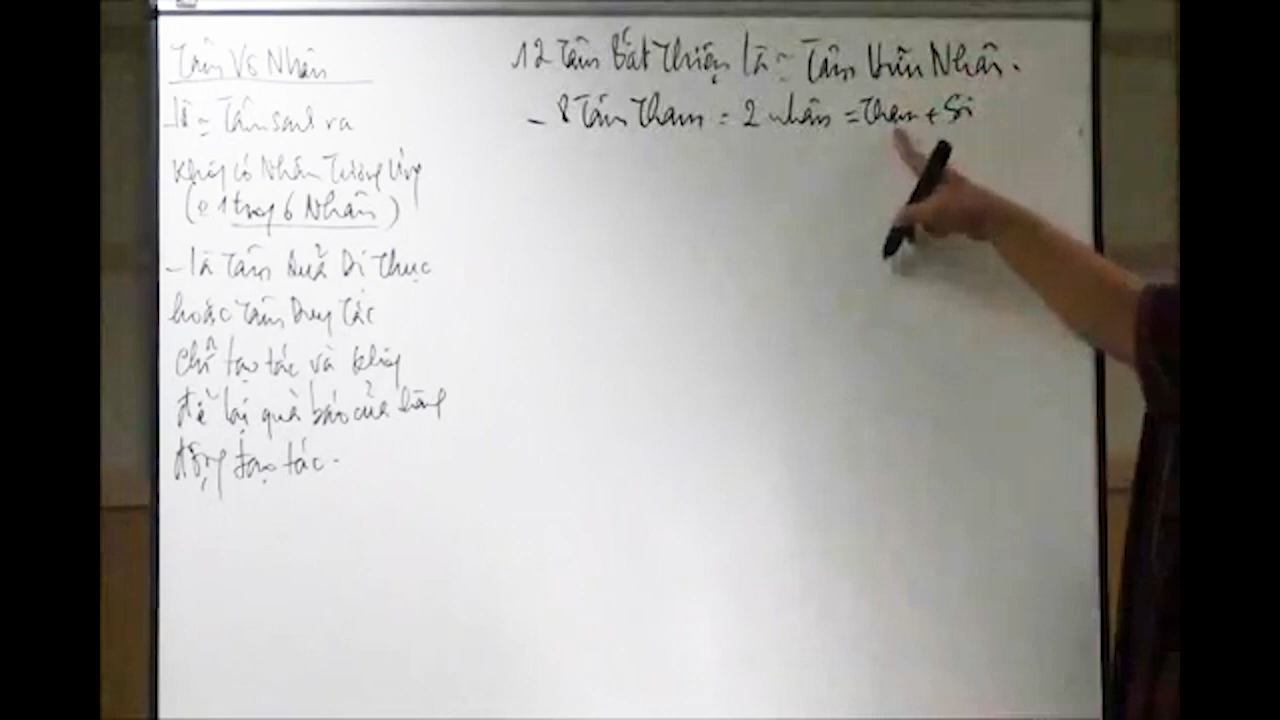 Tâm Vô Nhân
- là ~ Tâm sanh ra
không có Nhân Tương Ưng
(ø 1 trong 6 Nhân)
- là Tâm Quả Dị Thục
hoặc Tâm Duy Tác
chỉ tạo tác và không
để lại quả báo của hành
động tạo tác.
12 Tâm Bất Thiện là ~ Tâm Hữu Nhân.
- 8 Tâm Tham = 2 nhân = Tham + Si